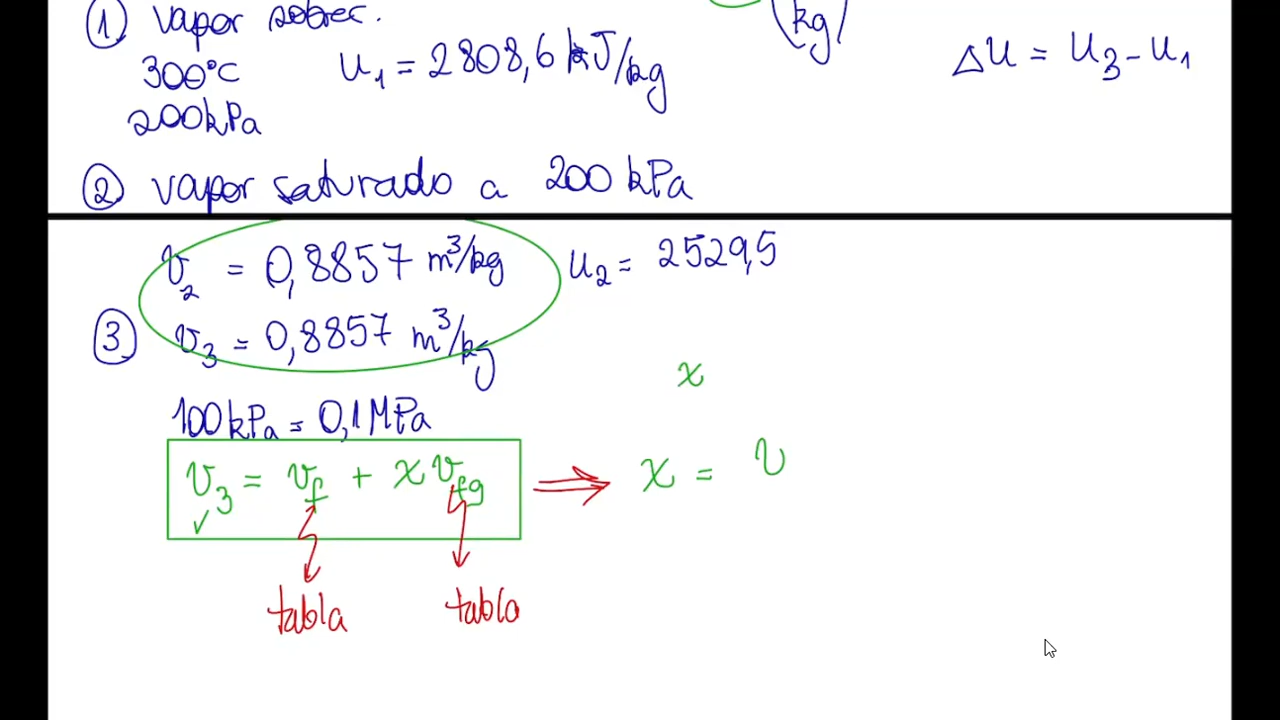 ① vapor sobrec.
300°C
200kPa
u₁ = 2808,6 kJ/kg
(kg)
ΔU = U₃ - U₁
② vapor saturado a 200 kPa
v₂ = 0,8857 m³/kg u₂ = 2529,5
③ v₃ = 0,8857 m³/kg
x
100kPa = 0,1 MPa
v₃ = v_f + x v_fg ⟹ x = v
✓
tabla tabla